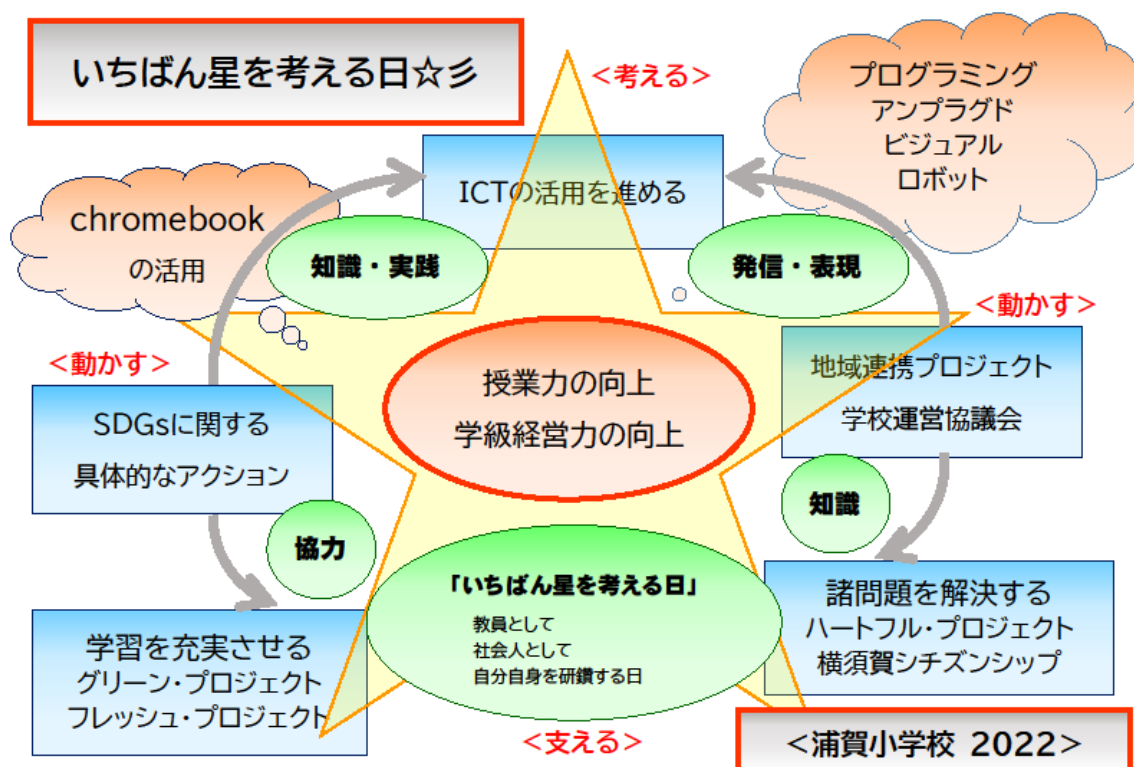 いちばん星を考える日☆彡
<考える>
プログラミング
アンプラグド
ビジュアル
ロボット
ICTの活用を進める
chromebook
の活用
知識・実践
発信・表現
<動かす>
<動かす>
授業力の向上
学級経営力の向上
地域連携プロジェクト
学校運営協議会
SDGsに関する
具体的なアクション
知識
協力
「いちばん星を考える日」
教員として
社会人として
自分自身を研鑽する日
諸問題を解決する
ハートフル・プロジェクト
横須賀シチズンシップ
学習を充実させる
グリーン・プロジェクト
フレッシュ・プロジェクト
<支える>
<浦賀小学校 2022>